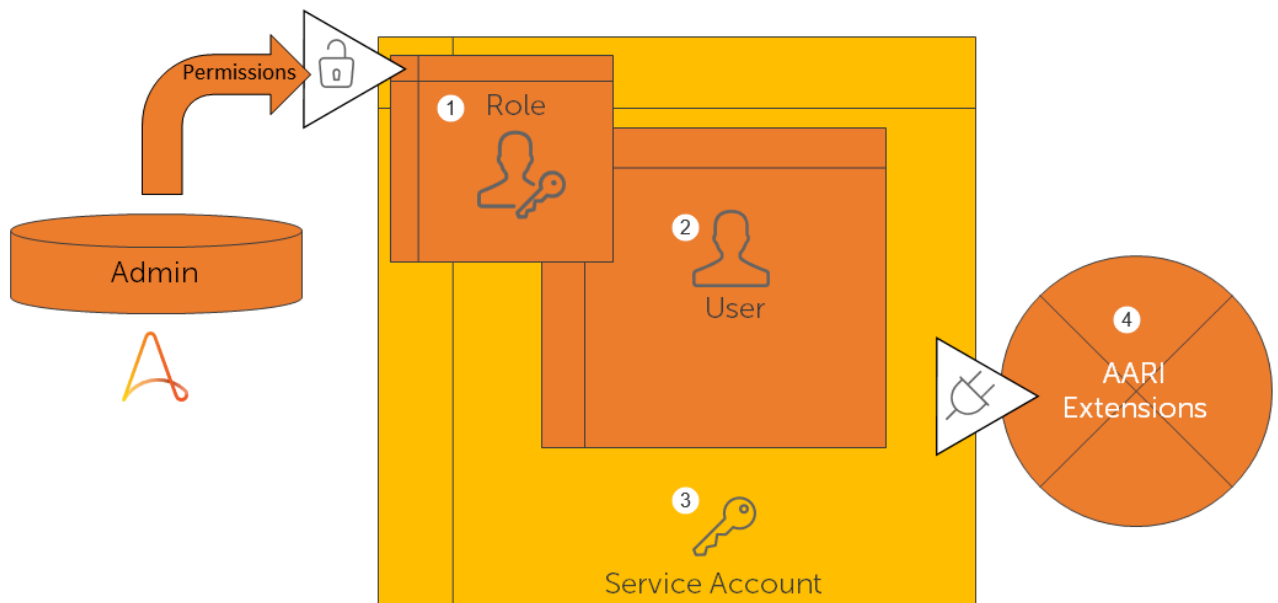 Permissions
1
Role
2
User
Admin
4
AARI
Extensions
3
Service Account